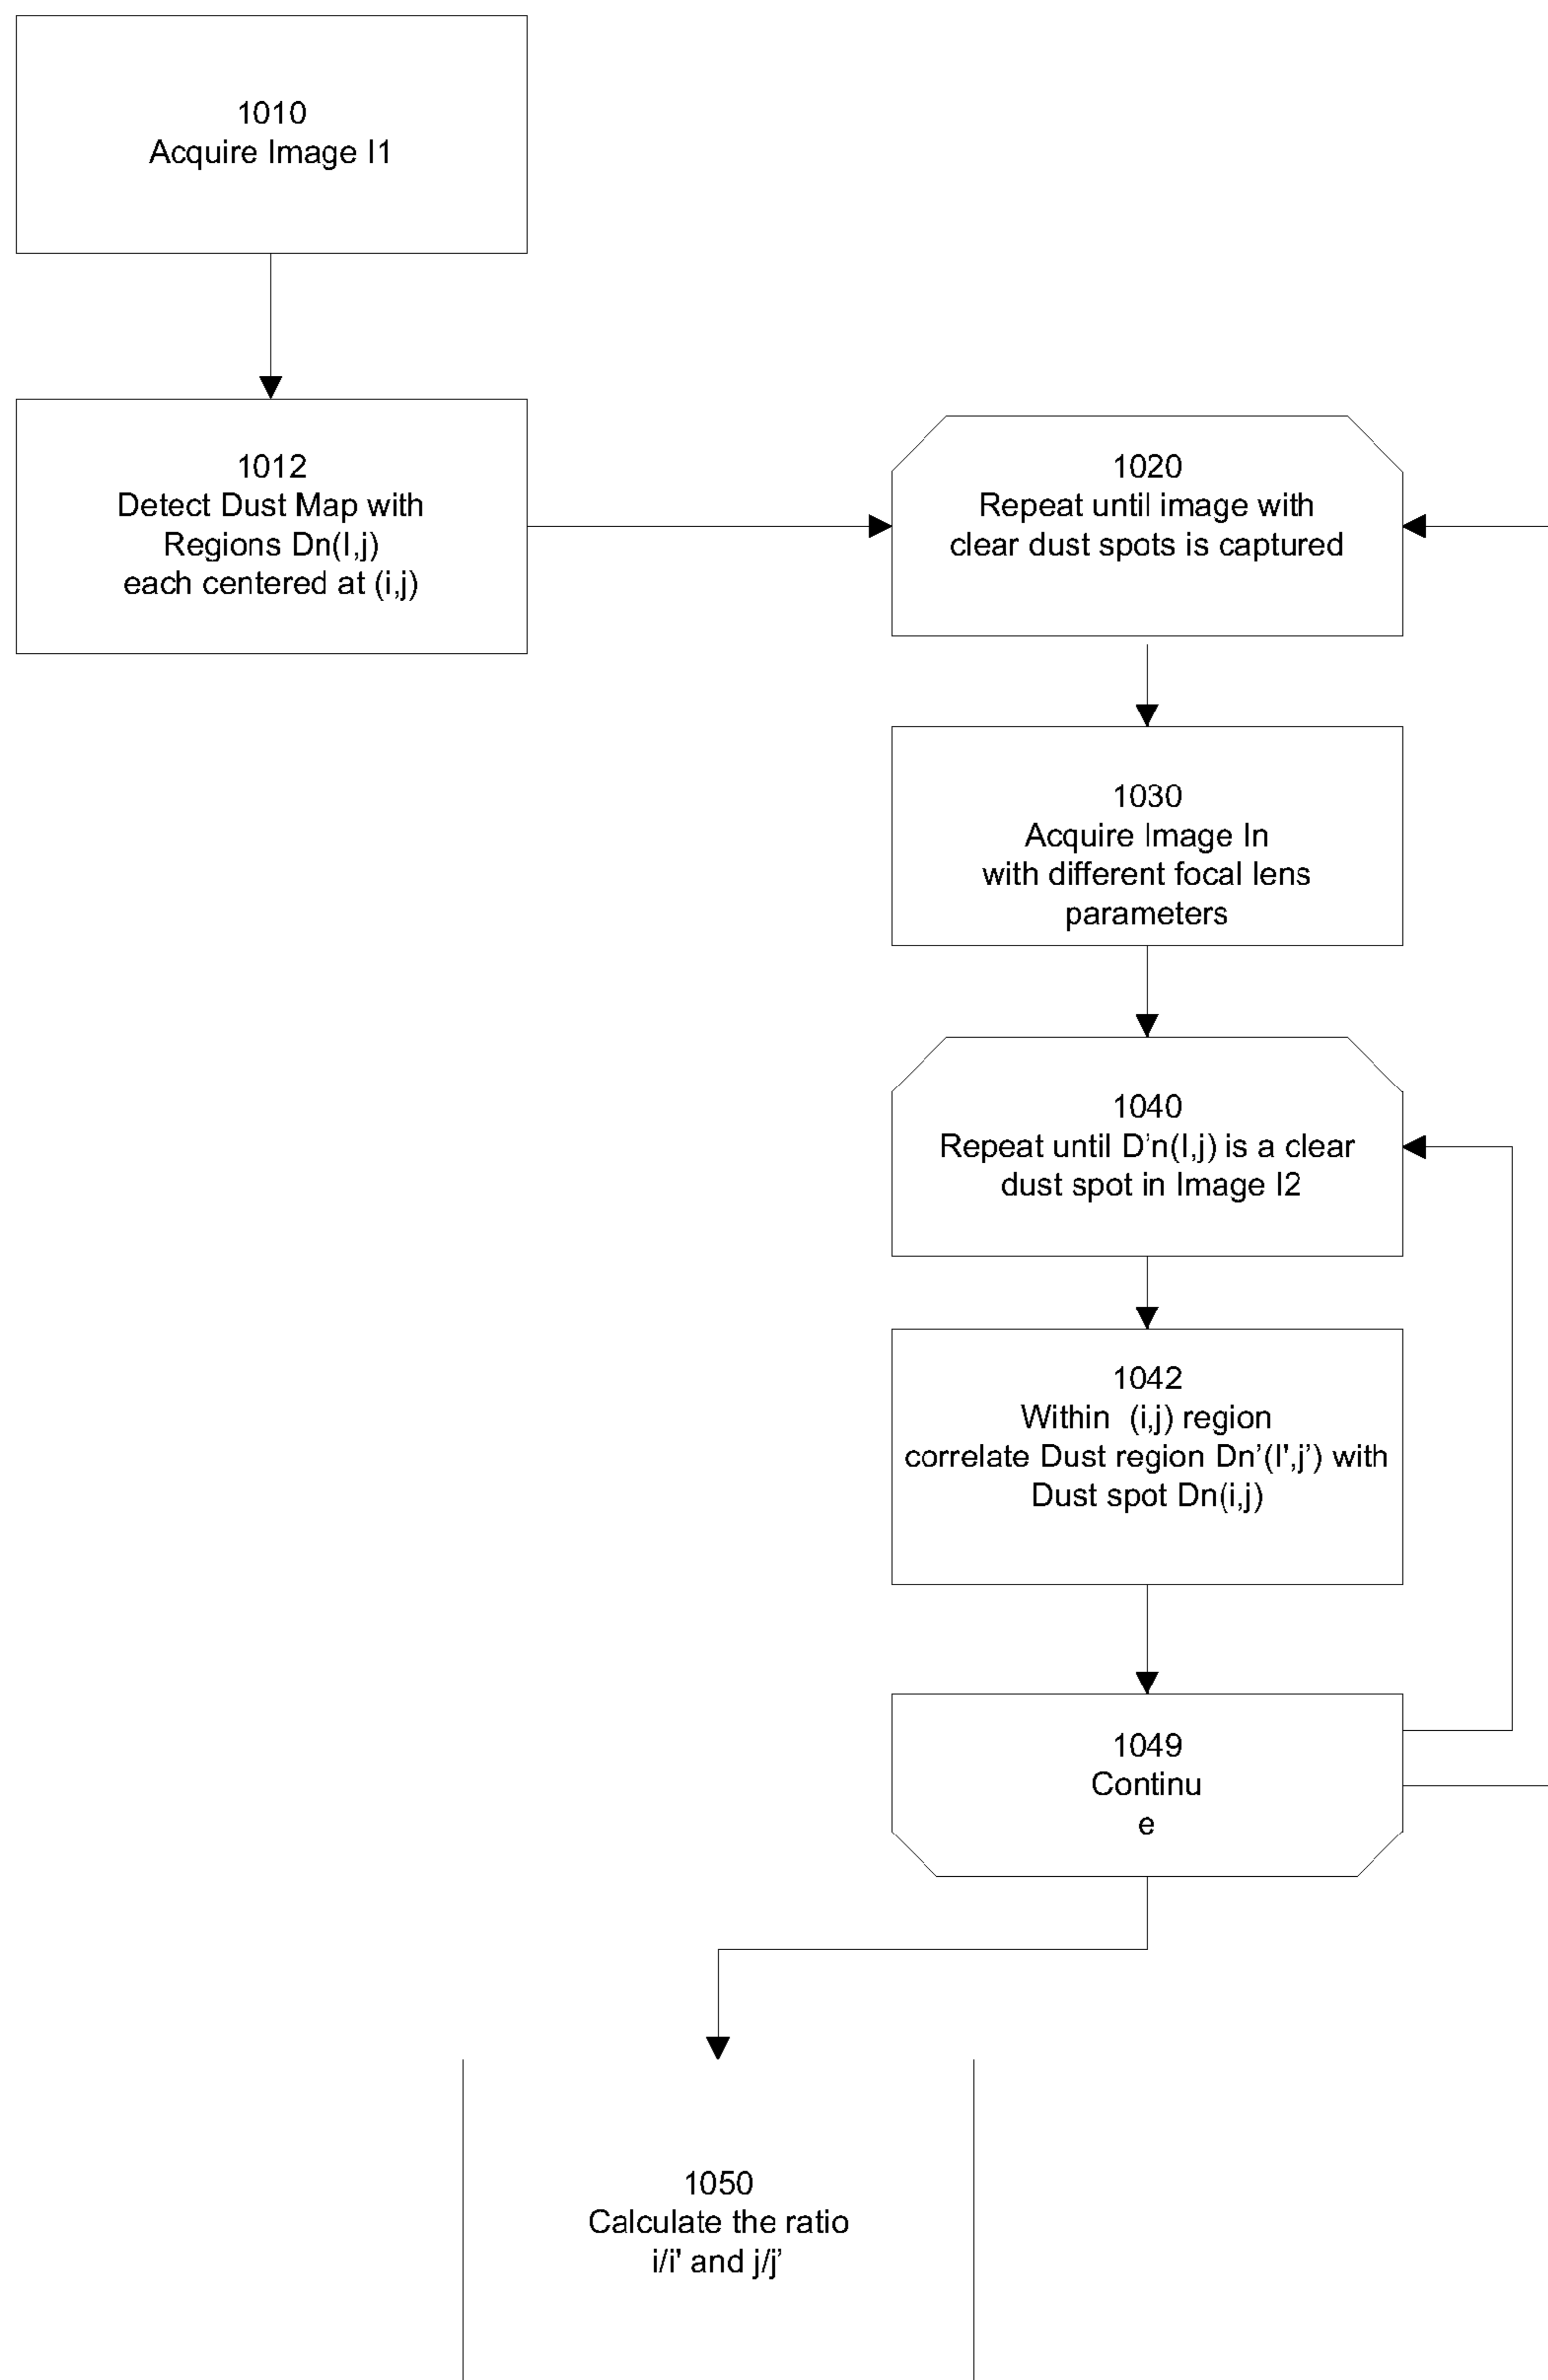 1010
Acquire Image I1
1012
Detect Dust Map with
Regions Dn(I,j)
each centered at (i,j)
1020
Repeat until image with
clear dust spots is captured
1030
Acquire Image In
with different focal lens
parameters
1040
Repeat until D’n(I,j) is a clear
dust spot in Image I2
1042
Within (i,j) region
correlate Dust region Dn’(I',j’) with
Dust spot Dn(i,j)
1049
Continu
e
1050
Calculate the ratio
i/i' and j/j’